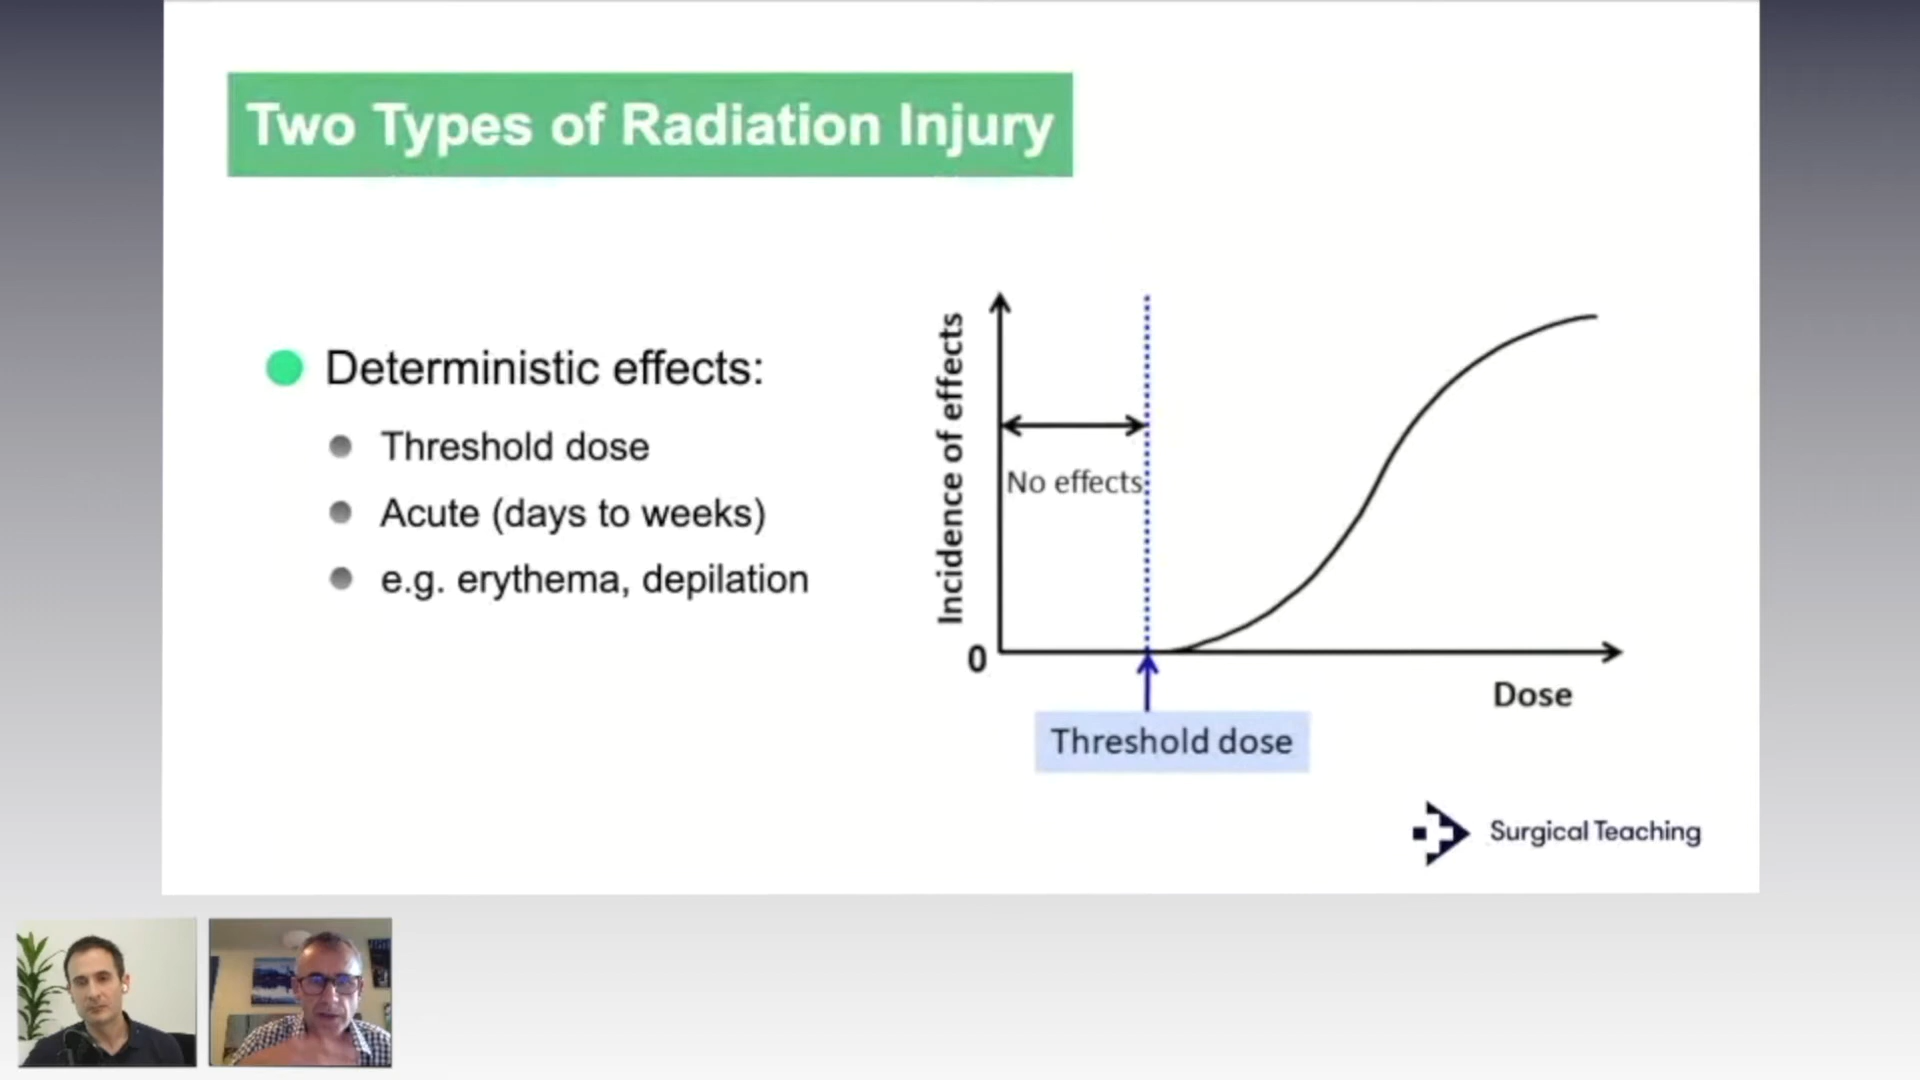 Two Types of Radiation Injury
Deterministic effects:
Threshold dose
Acute (days to weeks)
e.g. erythema, depilation
Incidence of effects
No effects
0
Dose
Threshold dose
Surgical Teaching